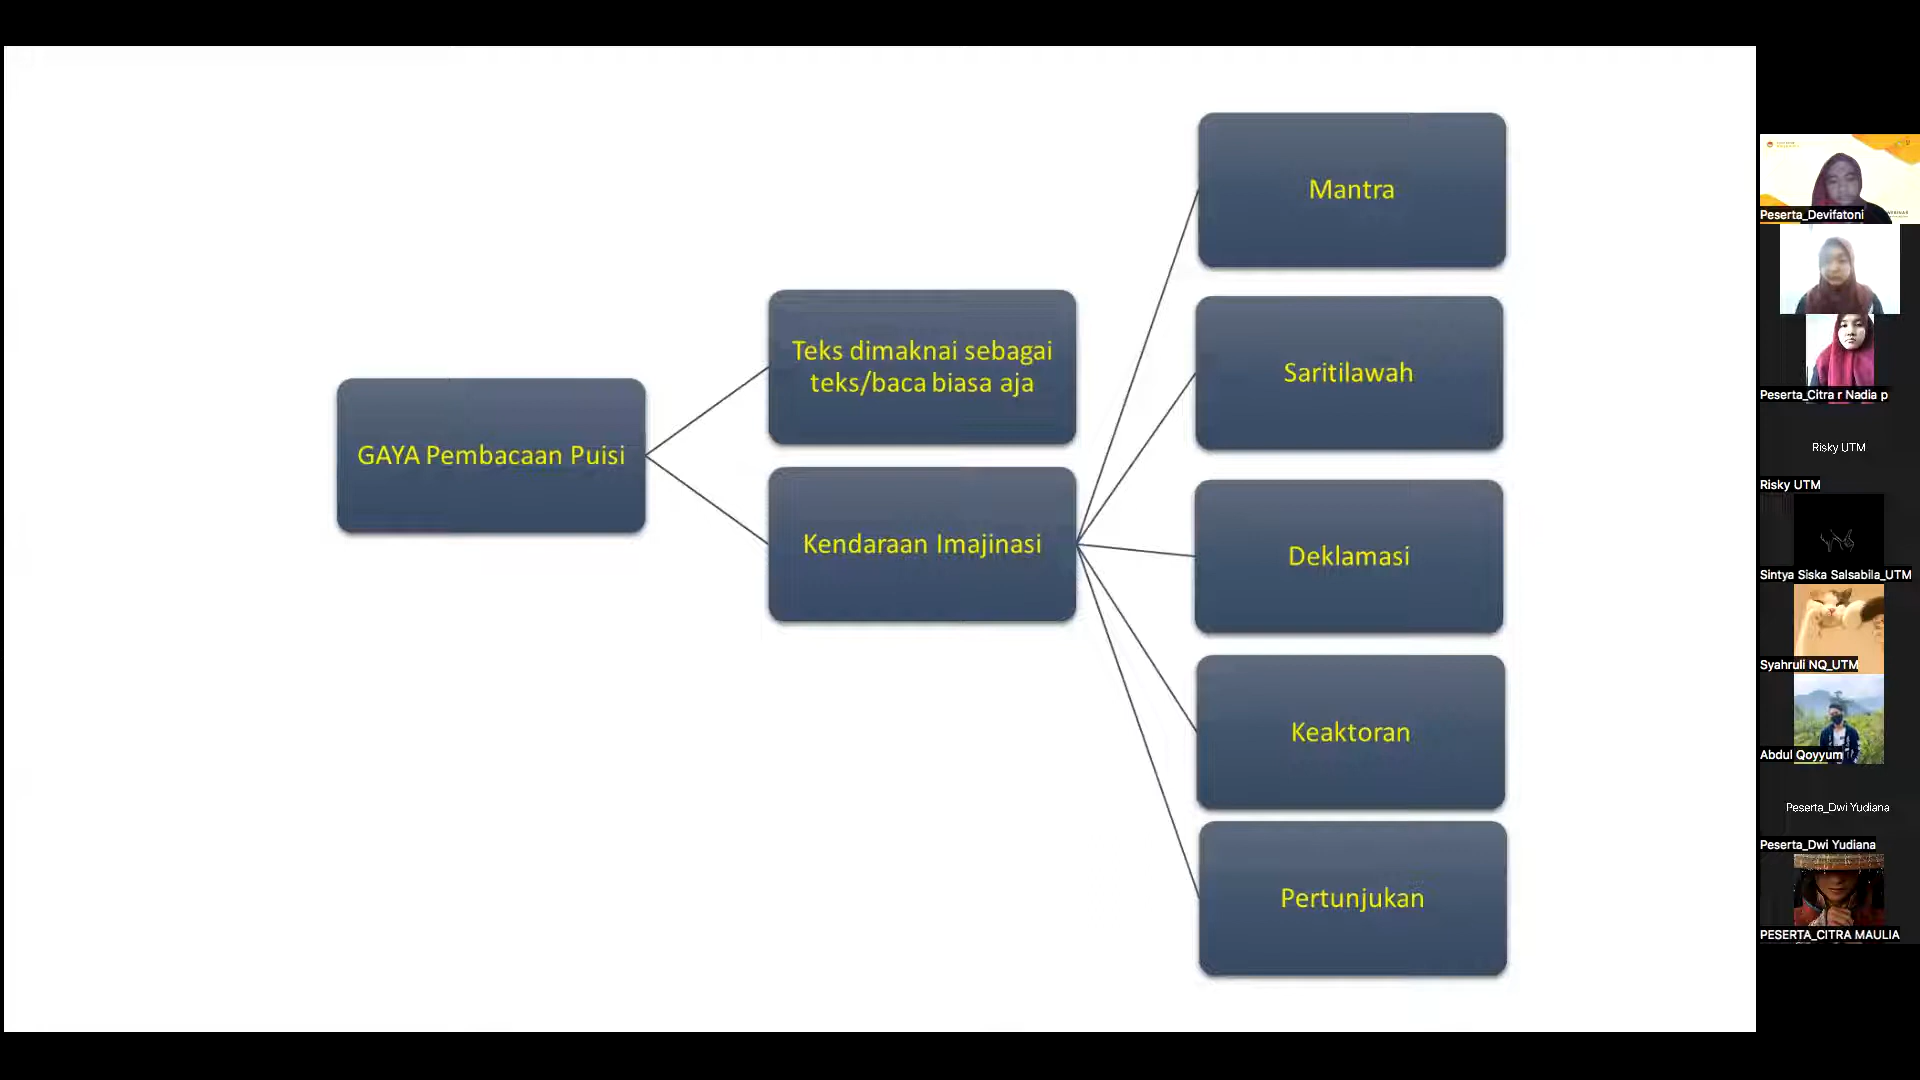 GAYA Pembacaan Puisi
Teks dimaknai sebagai
teks/baca biasa aja
Kendaraan Imajinasi
Mantra
Saritilawah
Deklamasi
Keaktoran
Pertunjukan
Peserta_Devifatoni
Peserta_Citra r Nadia p
Risky UTM
Risky UTM
Sintya Siska Salsabila_UTM
Syahruli NQ_UTM
Abdul Qoyyum
Peserta_Dwi Yudiana
Peserta_Dwi Yudiana
PESERTA_CITRA MAULIA